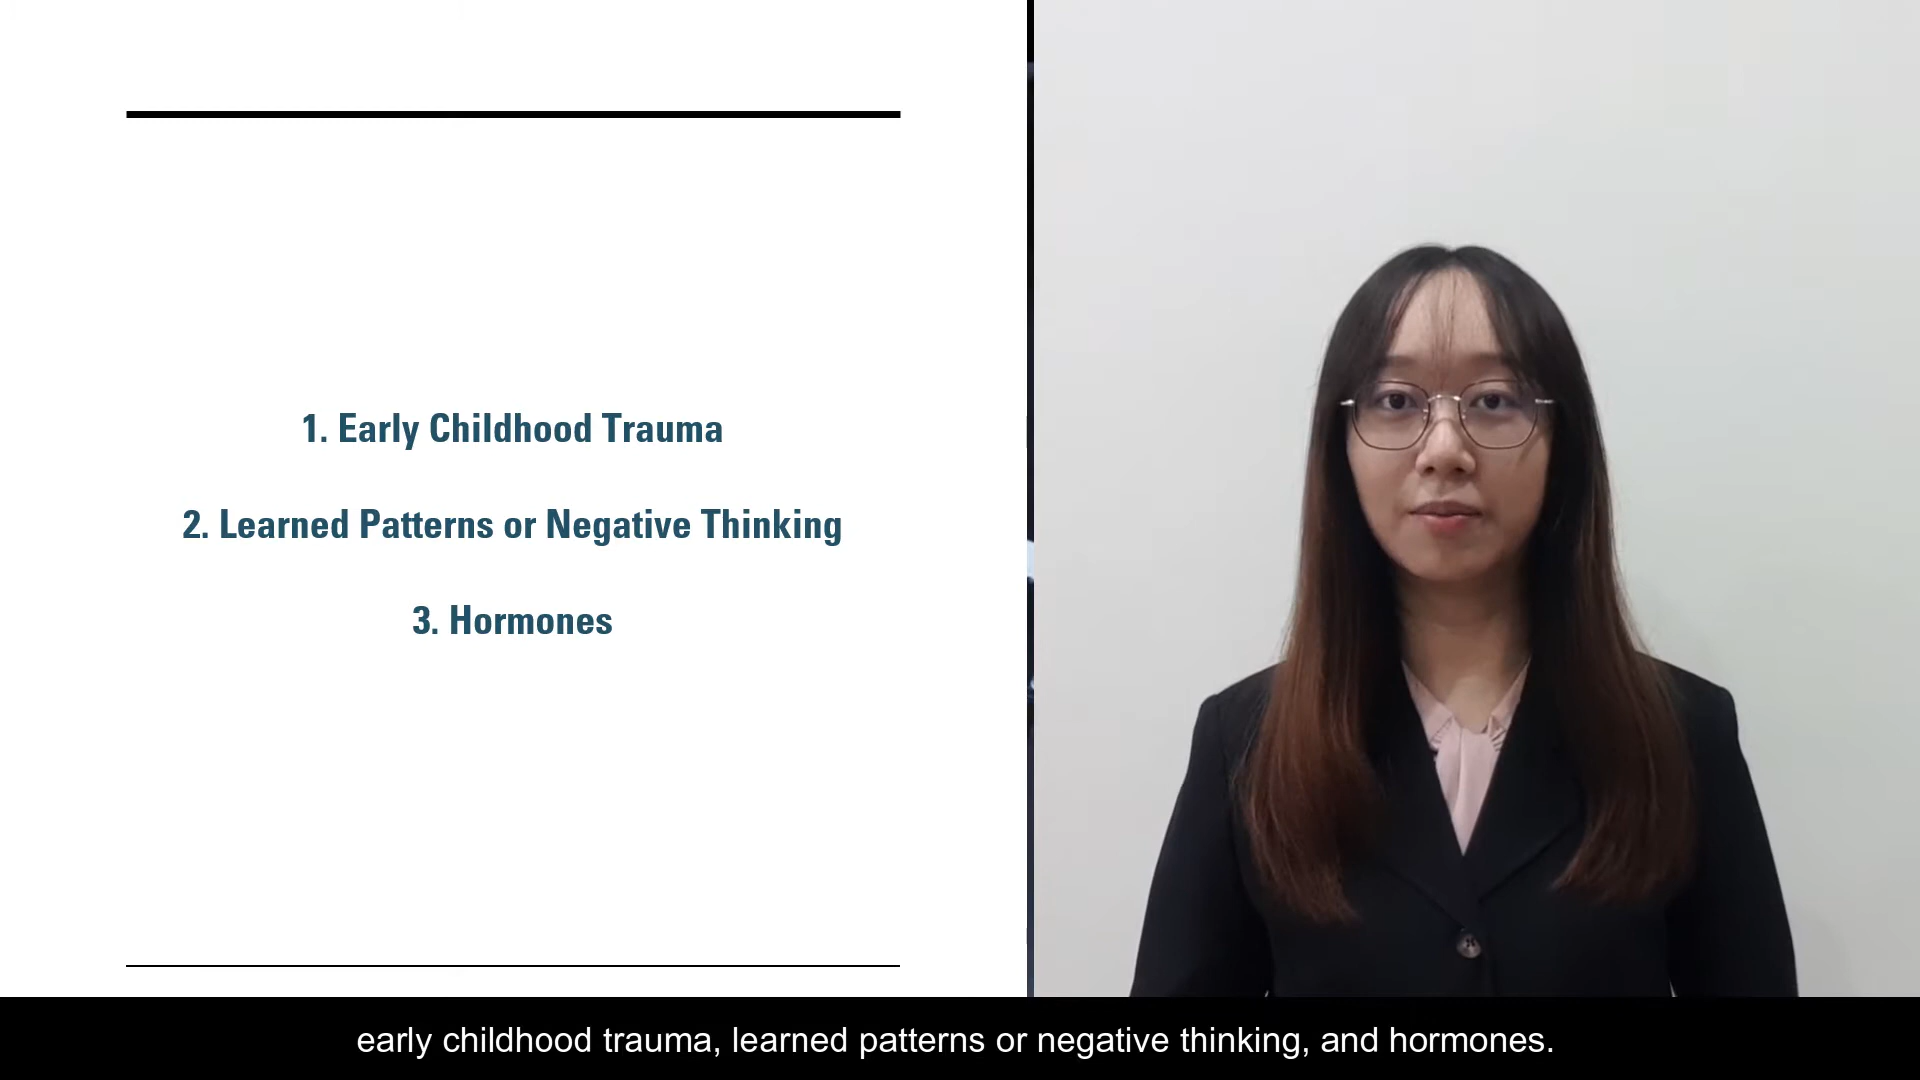 1. Early Childhood Trauma
2. Learned Patterns or Negative Thinking
3. Hormones
early childhood trauma, learned patterns or negative thinking, and hormones.